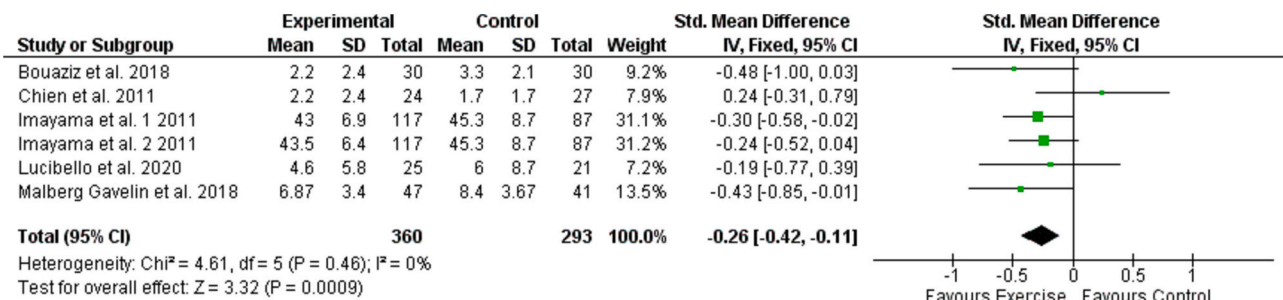 Experimental Control Std. Mean Difference Std. Mean Difference
Study or Subgroup Mean SD Total Mean SD Total Weight IV, Fixed, 95% CI IV, Fixed, 95% CI
Bouaziz et al. 2018 2.2 2.4 30 3.3 2.1 30 9.2% -0.48 [-1.00, 0.03]
Chien et al. 2011 2.2 2.4 24 1.7 1.7 27 7.9% 0.24 [-0.31, 0.79]
Imayama et al. 1 2011 43 6.9 117 45.3 8.7 87 31.1% -0.30 [-0.58, -0.02]
Imayama et al. 2 2011 43.5 6.4 117 45.3 8.7 87 31.2% -0.24 [-0.52, 0.04]
Lucibello et al. 2020 4.6 5.8 25 6 8.7 21 7.2% -0.19 [-0.77, 0.39]
Malberg Gavelin et al. 2018 6.87 3.4 47 8.4 3.67 41 13.5% -0.43 [-0.85, -0.01]
Total (95% CI) 360 293 100.0% -0.26 [-0.42, -0.11]
Heterogeneity: Chi² = 4.61, df = 5 (P = 0.46); I² = 0%
Test for overall effect: Z = 3.32 (P = 0.0009)
-1 -0.5 0 0.5 1
Favours Exercise Favours Control